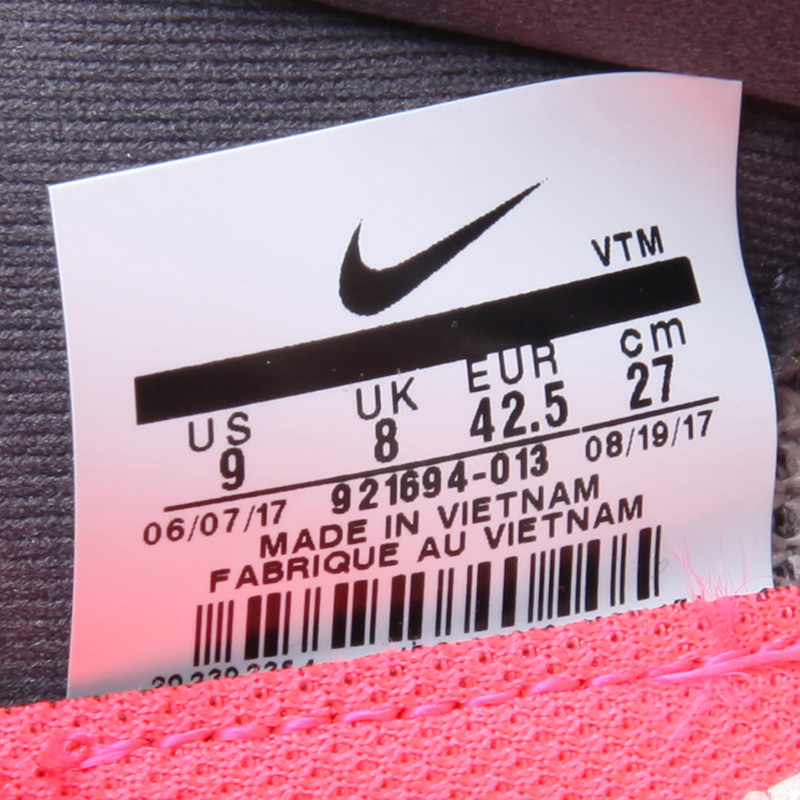 VTM
US UK EUR cm
9 8 42.5 27
06/07/17 921694-013 08/19/17
MADE IN VIETNAM
FABRIQUE AU VIETNAM